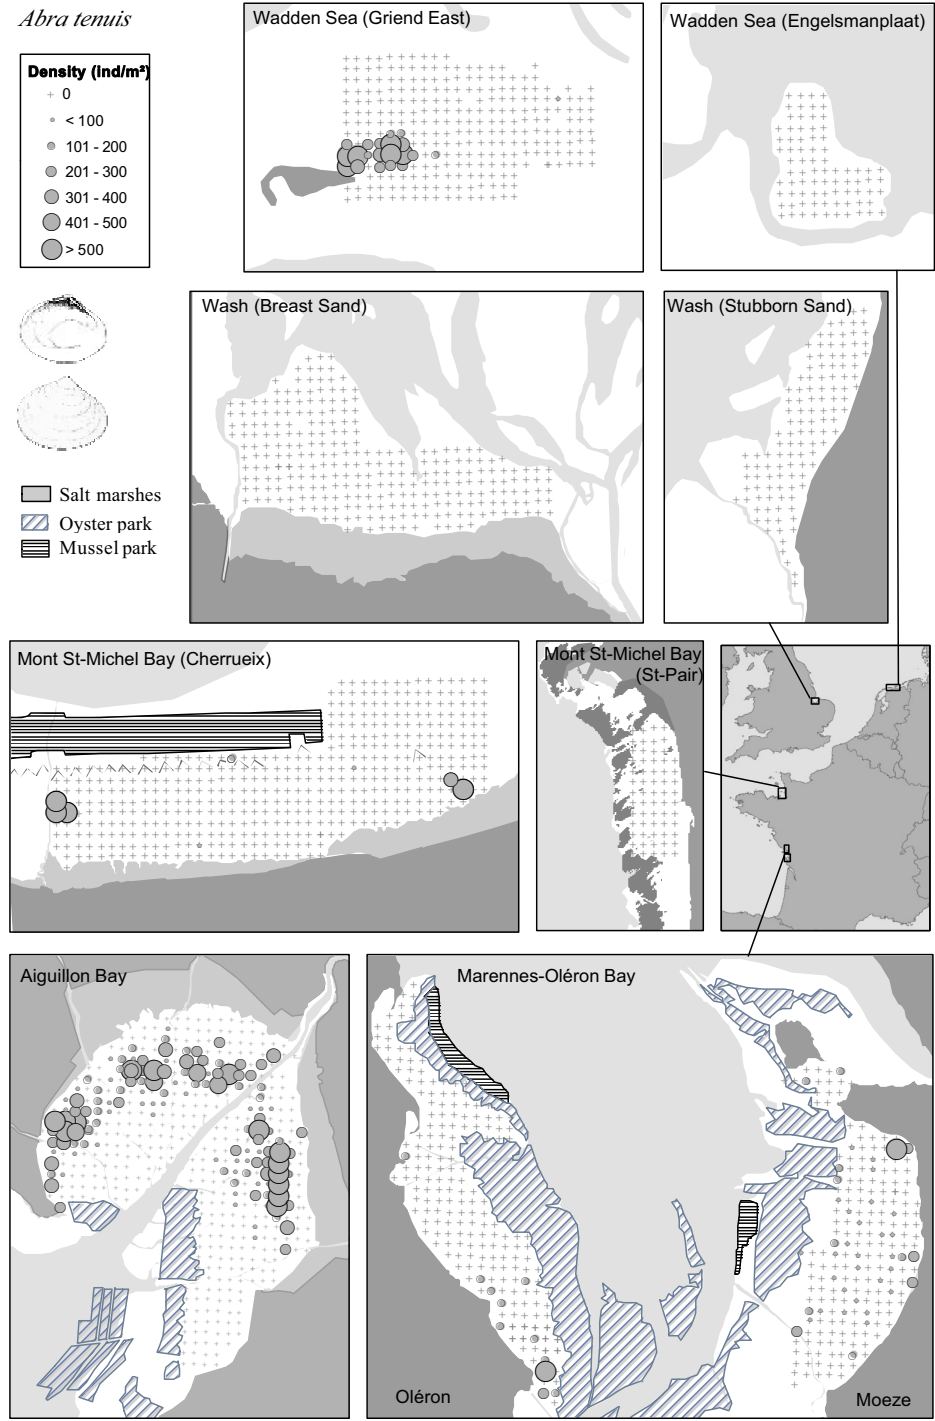 Abra tenuis
Density (ind/m²)
0
< 100
101 - 200
201 - 300
301 - 400
401 - 500
> 500
Salt marshes
Oyster park
Mussel park
Wadden Sea (Griend East)
Wadden Sea (Engelsmanplaat)
Wash (Breast Sand)
Wash (Stubborn Sand)
Mont St-Michel Bay (Cherrueix)
Mont St-Michel Bay
(St-Pair)
Aiguillon Bay
Marennes-Oléron Bay
Oléron
Moeze